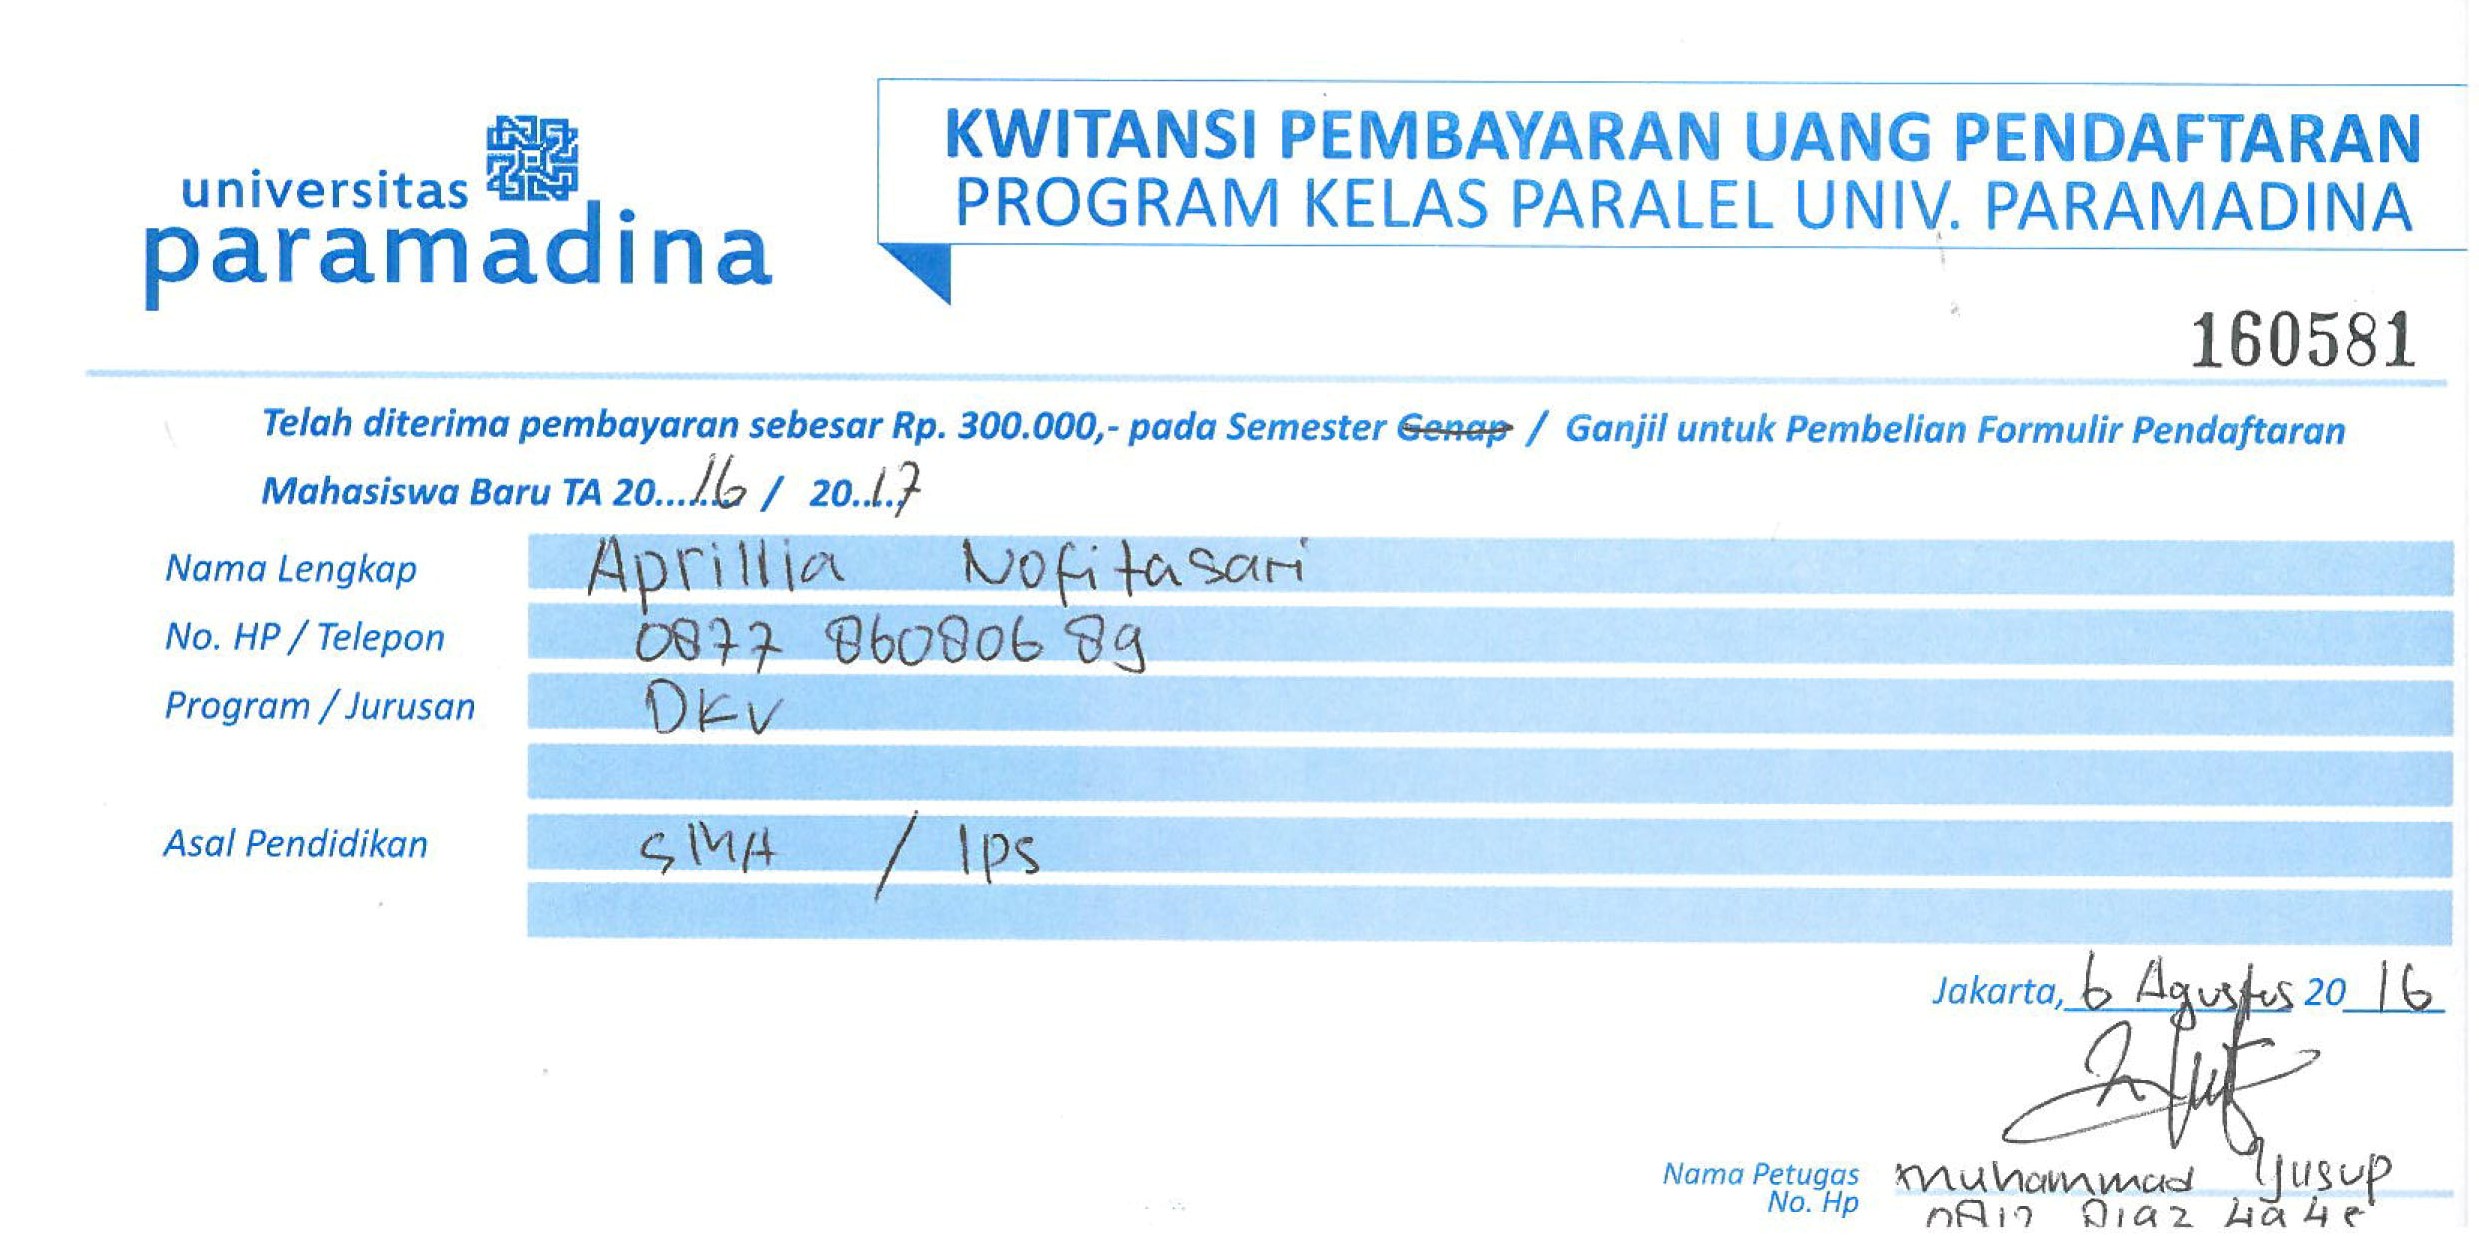 universitas
paramadina
KWITANSI PEMBAYARAN UANG PENDAFTARAN
PROGRAM KELAS PARALEL UNIV. PARAMADINA
160581
Telah diterima pembayaran sebesar Rp. 300.000,- pada Semester Genap / Ganjil untuk Pembelian Formulir Pendaftaran
Mahasiswa Baru TA 20......16 / 20..17
Nama Lengkap Aprillia Nofitasari
No. HP / Telepon 0877 8608068 89
Program / Jurusan DKV
Asal Pendidikan SMA / IPS
Jakarta, 6 Agustus 20 16
Nama Petugas Muhammad Yusup
No. Hp